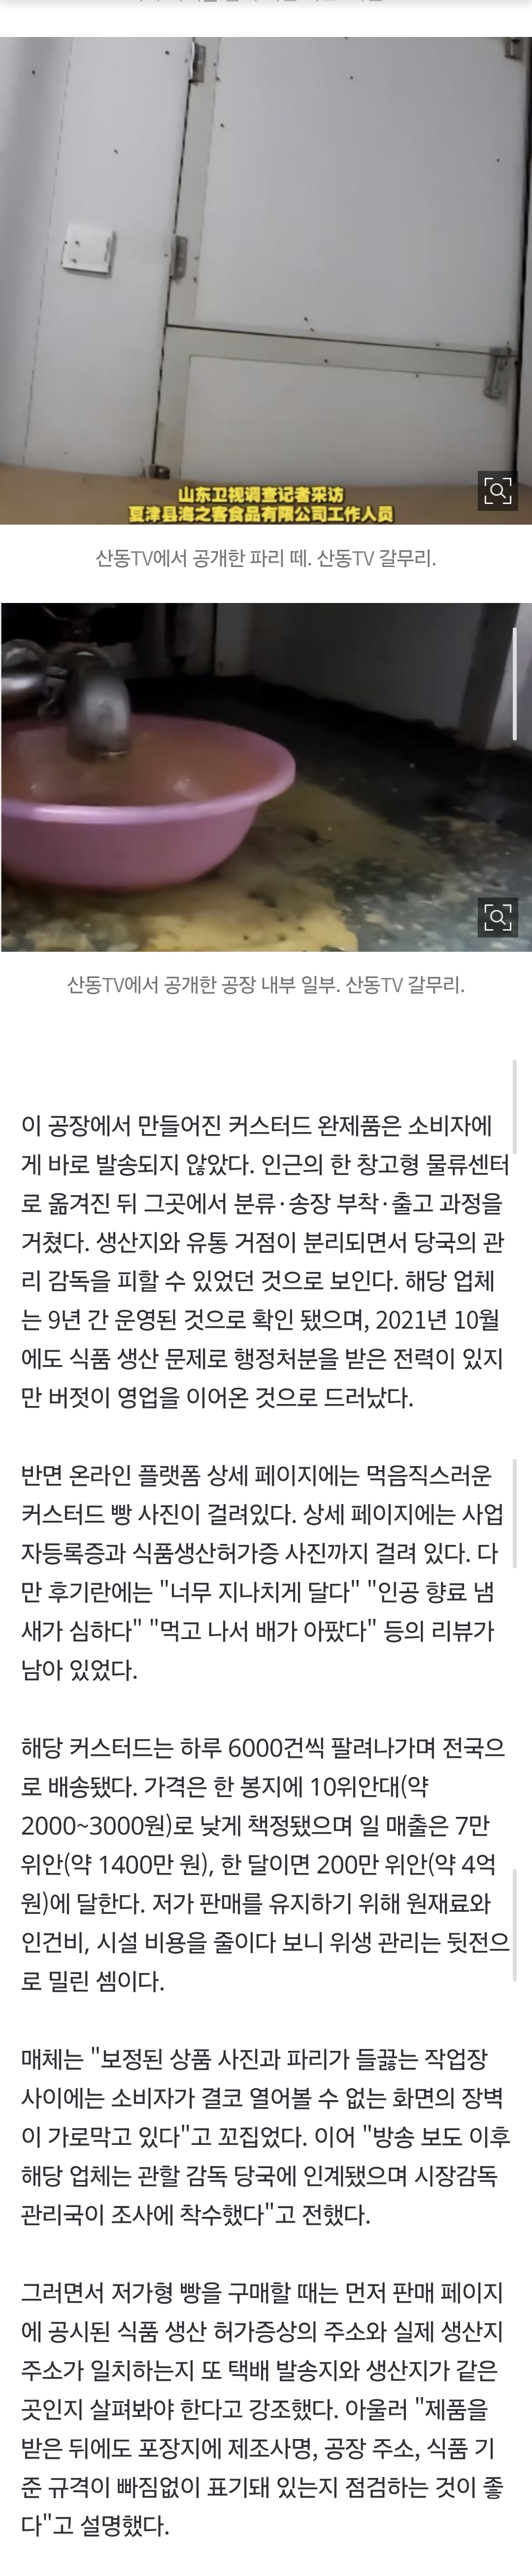 山东卫视调查记者采访
夏津县海之客食品有限公司工作人员
산동TV에서 공개한 파리 떼. 산동TV 갈무리.
산동TV에서 공개한 공장 내부 일부. 산동TV 갈무리.
이 공장에서 만들어진 커스터드 완제품은 소비자에
게 바로 발송되지 않았다. 인근의 한 창고형 물류센터
로 옮겨진 뒤 그곳에서 분류·송장 부착·출고 과정을
거쳤다. 생산지와 유통 거점이 분리되면서 당국의 관
리 감독을 피할 수 있었던 것으로 보인다. 해당 업체
는 9년 간 운영된 것으로 확인 됐으며, 2021년 10월
에도 식품 생산 문제로 행정처분을 받은 전력이 있지
만 버젓이 영업을 이어온 것으로 드러났다.
반면 온라인 플랫폼 상세 페이지에는 먹음직스러운
커스터드 빵 사진이 걸려있다. 상세 페이지에는 사업
자등록증과 식품생산허가증 사진까지 걸려 있다. 다
만 후기란에는 "너무 지나치게 달다" "인공 향료 냄
새가 심하다" "먹고 나서 배가 아팠다" 등의 리뷰가
남아 있었다.
해당 커스터드는 하루 6000건씩 팔려나가며 전국으
로 배송됐다. 가격은 한 봉지에 10위안대(약
2000~3000원)로 낮게 책정됐으며 일 매출은 7만
위안(약 1400만 원), 한 달이면 200만 위안(약 4억
원)에 달한다. 저가 판매를 유지하기 위해 원재료와
인건비, 시설 비용을 줄이다 보니 위생 관리는 뒷전으
로 밀린 셈이다.
매체는 "보정된 상품 사진과 파리가 들끓는 작업장
사이에는 소비자가 결코 열어볼 수 없는 화면의 장벽
이 가로막고 있다"고 꼬집었다. 이어 "방송 보도 이후
해당 업체는 관할 감독 당국에 인계됐으며 시장감독
관리국이 조사에 착수했다"고 전했다.
그러면서 저가형 빵을 구매할 때는 먼저 판매 페이지
에 공시된 식품 생산 허가증상의 주소와 실제 생산지
주소가 일치하는지 또 택배 발송지와 생산지가 같은
곳인지 살펴봐야 한다고 강조했다. 아울러 "제품을
받은 뒤에도 포장지에 제조사명, 공장 주소, 식품 기
준 규격이 빠짐없이 표기돼 있는지 점검하는 것이 좋
다"고 설명했다.